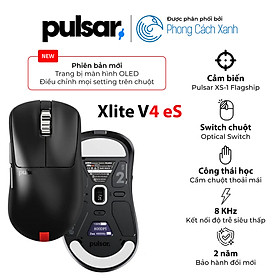 pulsar
Được phân phối bởi
Phong Cách Xanh
NEW
Phiên bản mới
Trang bị màn hình OLED
Điều chỉnh mọi setting trên chuột
Xlite V4 eS
Cảm biến
Pulsar XS-1 Flagship
Switch chuột
Optical Switch
Công thái học
Cầm chuột thoải mái
8 KHz
Kết nối độ trễ siêu thấp
2 năm
Bảo hành đổi mới
pulsar